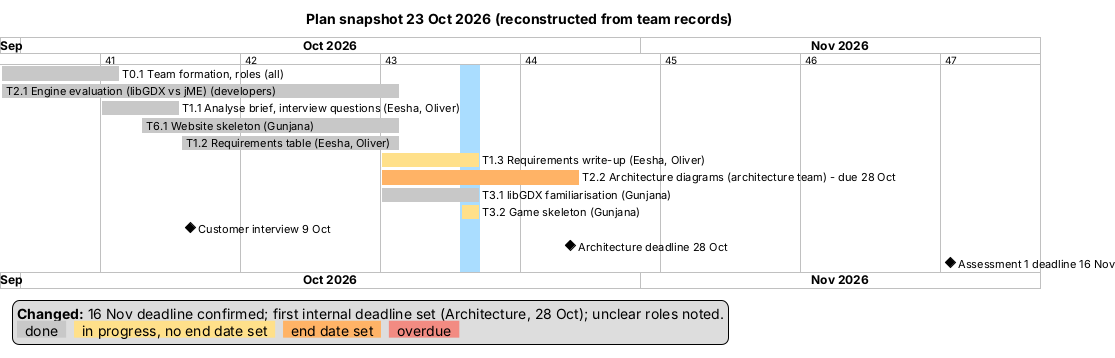 Plan snapshot 23 Oct 2026 (reconstructed from team records)
Sep Oct 2026 Nov 2026
41 42 43 44 45 46 47
T0.1 Team formation, roles (all)
T2.1 Engine evaluation (libGDX vs jME) (developers)
T1.1 Analyse brief, interview questions (Eesha, Oliver)
T6.1 Website skeleton (Gunjana)
T1.2 Requirements table (Eesha, Oliver)
T1.3 Requirements write-up (Eesha, Oliver)
T2.2 Architecture diagrams (architecture team) - due 28 Oct
T3.1 libGDX familiarisation (Gunjana)
T3.2 Game skeleton (Gunjana)
Customer interview 9 Oct
Architecture deadline 28 Oct
Assessment 1 deadline 16 Nov
Sep Oct 2026 Nov 2026
Changed: 16 Nov deadline confirmed; first internal deadline set (Architecture, 28 Oct); unclear roles noted.
done in progress, no end date set end date set overdue